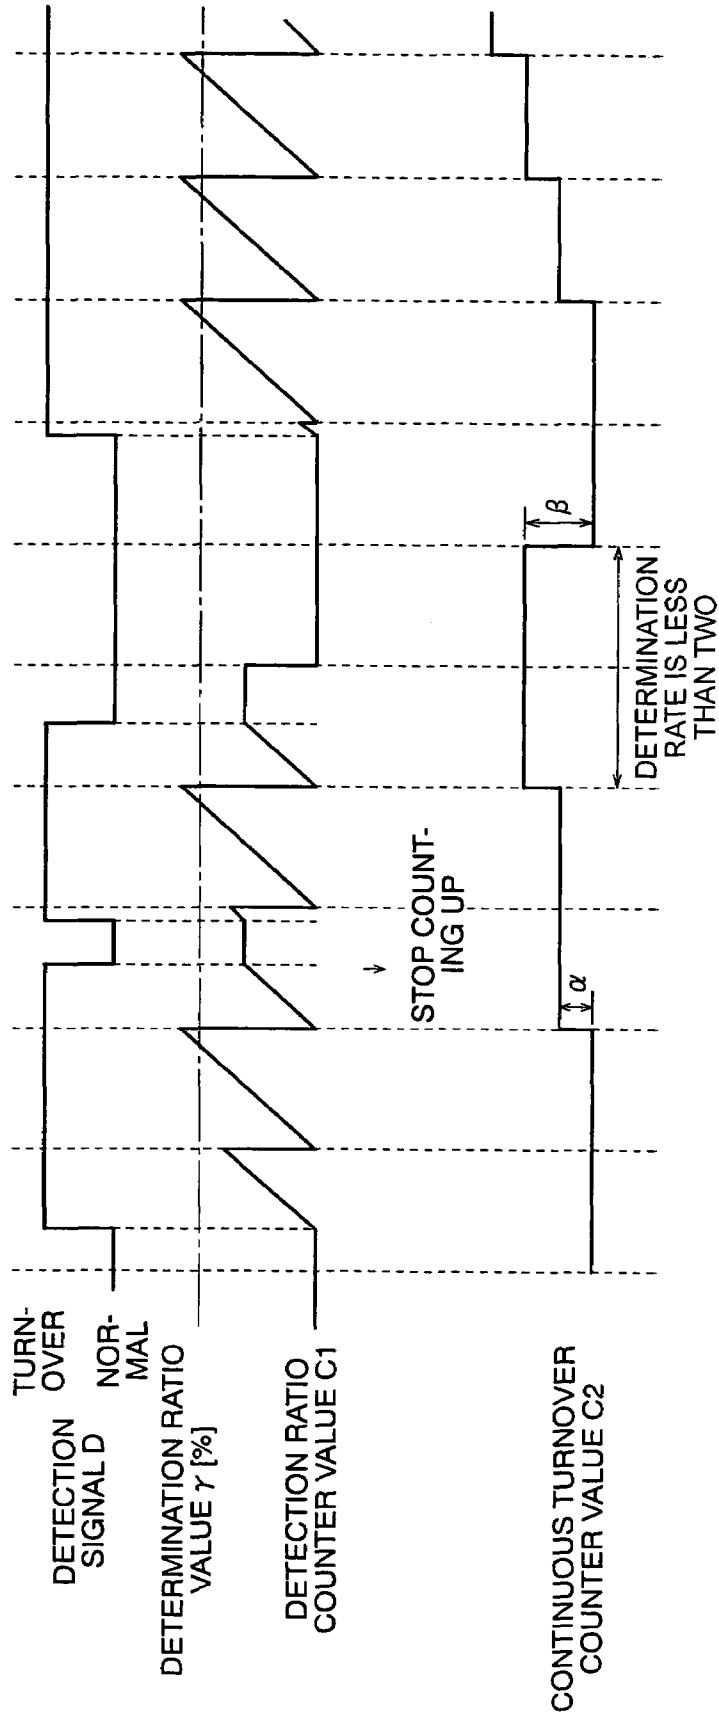 TURN-
OVER
NOR-
MAL
DETECTION
SIGNAL D
DETERMINATION RATIO
VALUE γ [%]
DETECTION RATIO
COUNTER VALUE C1
STOP COUNT-
ING UP
CONTINUOUS TURNOVER
COUNTER VALUE C2
α
DETERMINATION
RATE IS LESS
THAN TWO
β